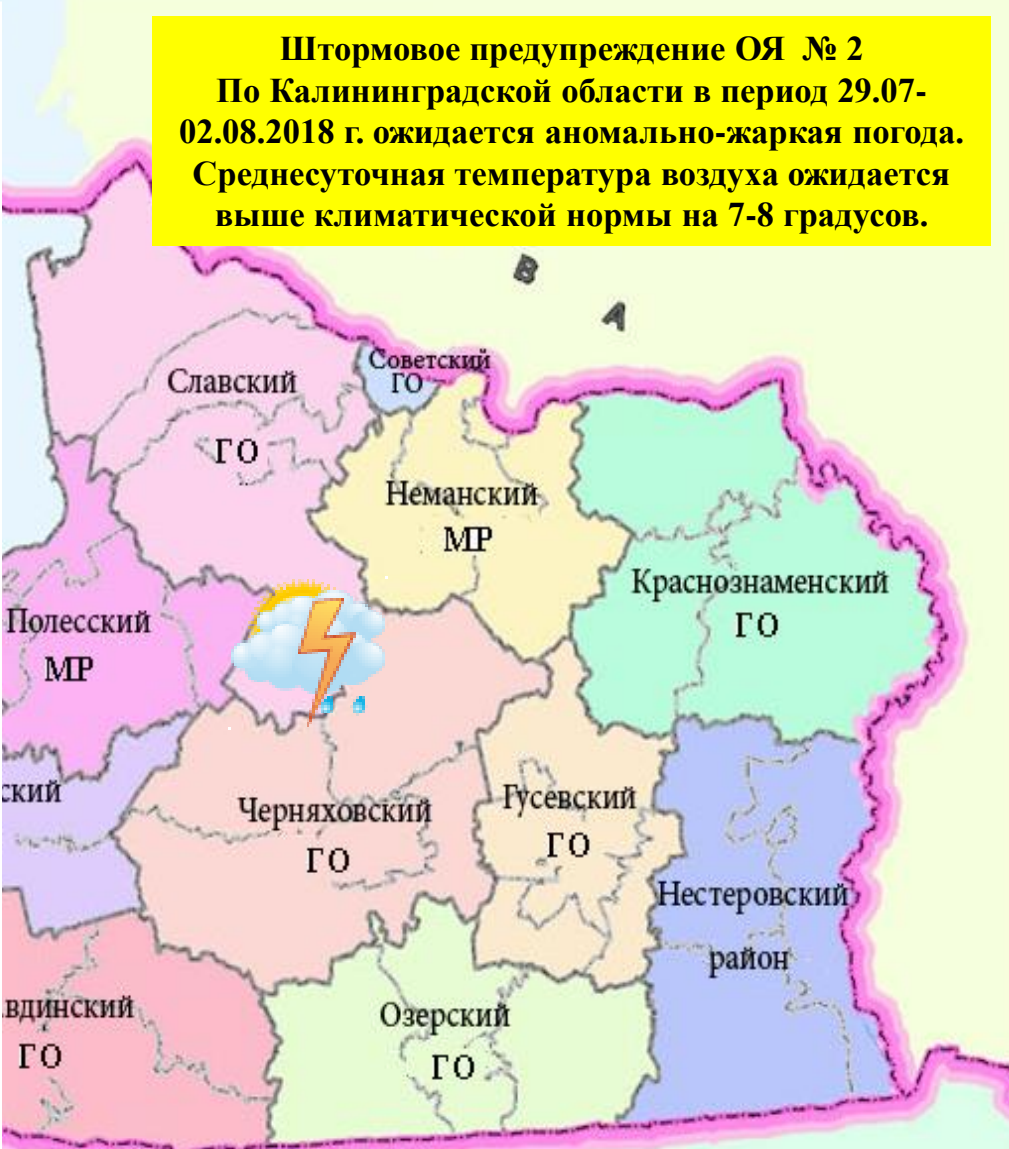 Штормовое предупреждение ОЯ № 2
По Калининградской области в период 29.07-
02.08.2018 г. ожидается аномально-жаркая погода.
Среднесуточная температура воздуха ожидается
выше климатической нормы на 7-8 градусов.
В
А
Советский
ГО
Славский
ГО
Неманский
МР
Краснознаменский
ГО
Полесский
МР
ский
Черняховский
ГО
Гусевский
ГО
Нестеровский
район
вдинский
ГО
Озерский
ГО